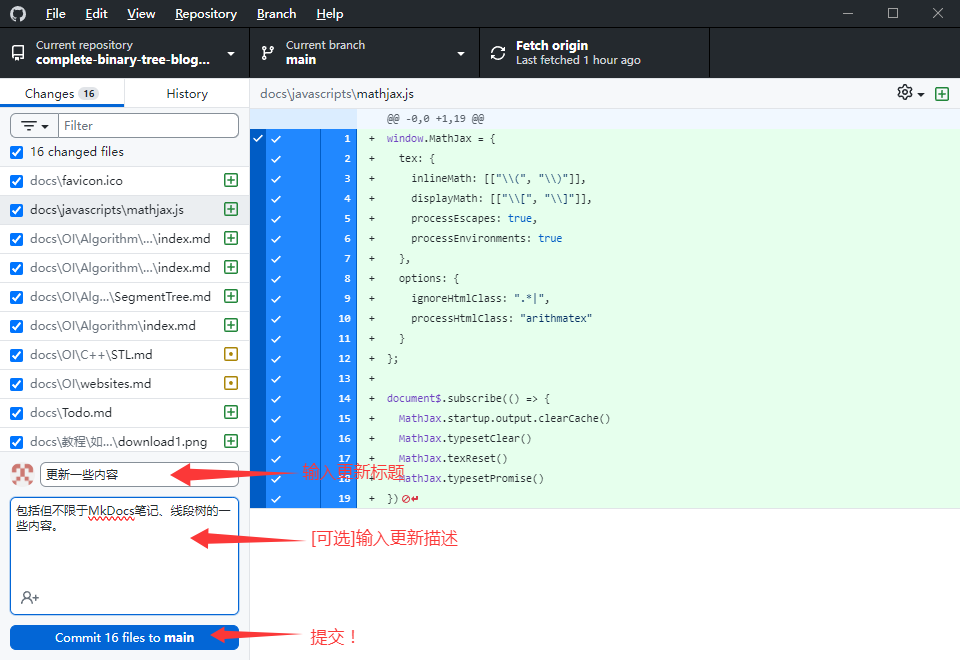 File Edit View Repository Branch Help
Current repository
complete-binary-tree-blog...
Current branch
main
Fetch origin
Last fetched 1 hour ago
Changes 16
History
docs\javascripts\mathjax.js
Filter
16 changed files
docs\favicon.ico
docs\javascripts\mathjax.js
docs\OI\Algorithm\...\index.md
docs\OI\Algorithm\...\index.md
docs\OI\Alg...\SegmentTree.md
docs\OI\Algorithm\index.md
docs\OI\C++\STL.md
docs\OI\websites.md
docs\Todo.md
docs\教程\如...\download1.png
更新一些内容
包括但不限于MkDocs笔记、线段树的一
些内容。
Commit 16 files to main
@@ -0,0 +1,19 @@
1 + window.MathJax = {
2 + tex: {
3 + inlineMath: [["\\(", "\\)"]],
4 + displayMath: [["\\[", "\\]"]],
5 + processEscapes: true,
6 + processEnvironments: true
7 + },
8 + options: {
9 + ignoreHtmlClass: ".*|",
10 + processHtmlClass: "arithmatex"
11 + }
12 + };
13 +
14 + document$.subscribe(() => {
15 + MathJax.startup.output.clearCache()
16 + MathJax.typesetClear()
17 + MathJax.texReset()
18 + MathJax.typesetPromise()
19 + })
输入更新标题
[可选]输入更新描述
提交！